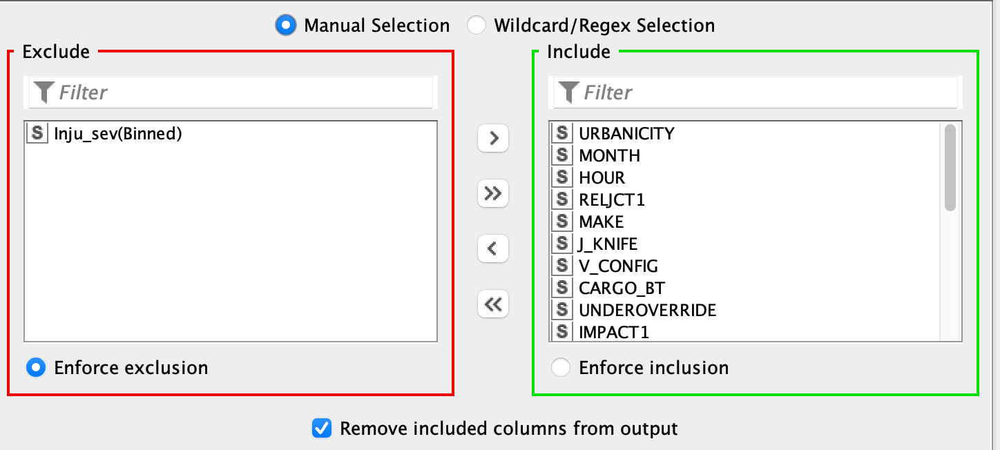 Manual Selection Wildcard/Regex Selection
Exclude
Filter
S Inju_sev(Binned)
Enforce exclusion
>
>>
<
<<
Include
Filter
S URBANICITY
S MONTH
S HOUR
S RELJCT1
S MAKE
S J_KNIFE
S V_CONFIG
S CARGO_BT
S UNDEROVERRIDE
S IMPACT1
Enforce inclusion
Remove included columns from output